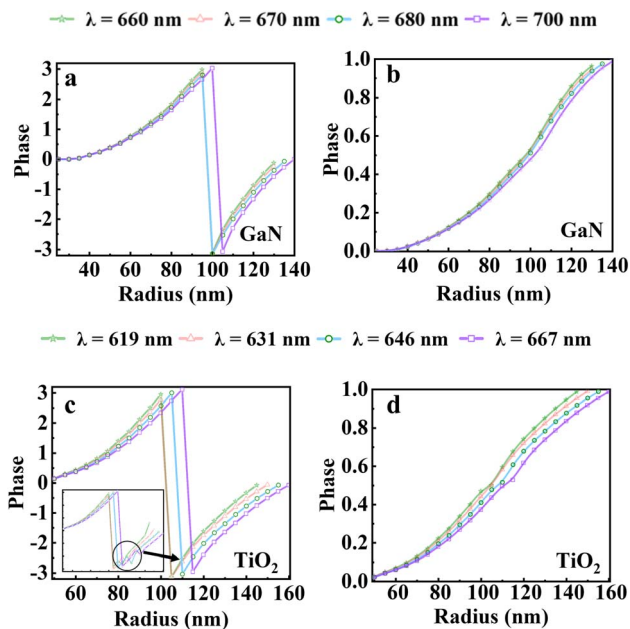 λ = 660 nm λ = 670 nm λ = 680 nm λ = 700 nm
a
3
2
1
0
-1
-2
-3
Phase
40 60 80 100 120 140
Radius (nm)
GaN
b
1.0
0.8
0.6
0.4
0.2
0.0
Phase
40 60 80 100 120 140
Radius (nm)
GaN
λ = 619 nm λ = 631 nm λ = 646 nm λ = 667 nm
c
3
2
1
0
-1
-2
-3
Phase
60 80 100 120 140 160
Radius (nm)
TiO₂
d
1.0
0.8
0.6
0.4
0.2
0.0
Phase
60 80 100 120 140 160
Radius (nm)
TiO₂